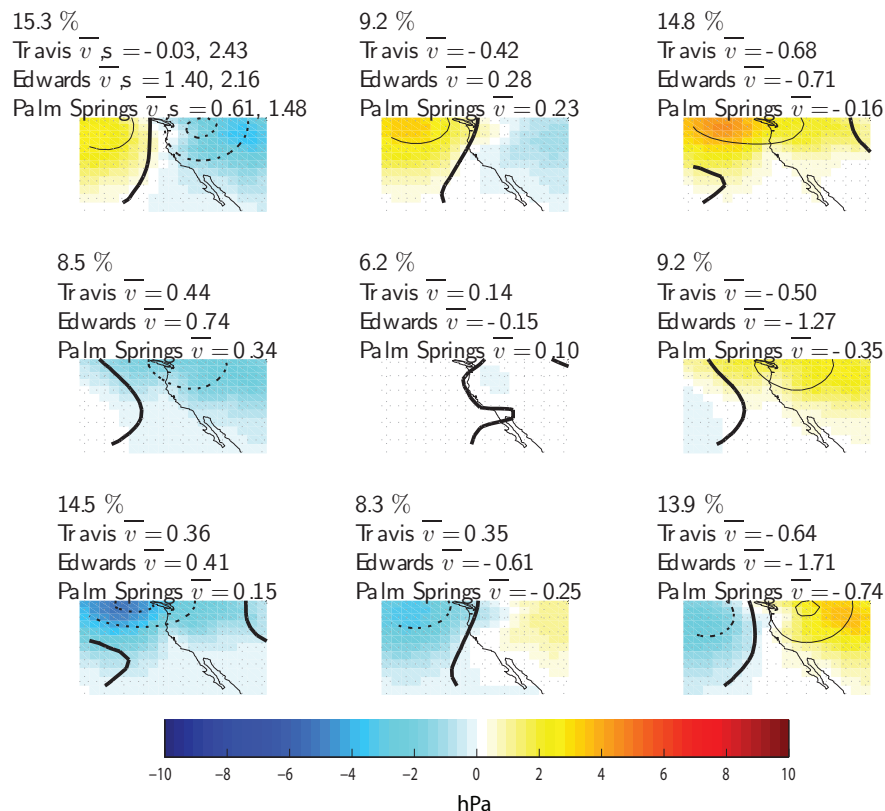 15.3 %
Travis v̅,s = -0.03, 2.43
Edwards v̅,s = 1.40, 2.16
Palm Springs v̅,s = 0.61, 1.48
9.2 %
Travis v̅ = -0.42
Edwards v̅ = 0.28
Palm Springs v̅ = 0.23
14.8 %
Travis v̅ = -0.68
Edwards v̅ = -0.71
Palm Springs v̅ = -0.16
8.5 %
Travis v̅ = 0.44
Edwards v̅ = 0.74
Palm Springs v̅ = 0.34
6.2 %
Travis v̅ = 0.14
Edwards v̅ = -0.15
Palm Springs v̅ = 0.10
9.2 %
Travis v̅ = -0.50
Edwards v̅ = -1.27
Palm Springs v̅ = -0.35
14.5 %
Travis v̅ = 0.36
Edwards v̅ = 0.41
Palm Springs v̅ = 0.15
8.3 %
Travis v̅ = 0.35
Edwards v̅ = -0.61
Palm Springs v̅ = -0.25
13.9 %
Travis v̅ = -0.64
Edwards v̅ = -1.71
Palm Springs v̅ = -0.74
−10 −8 −6 −4 −2 0 2 4 6 8 10
hPa